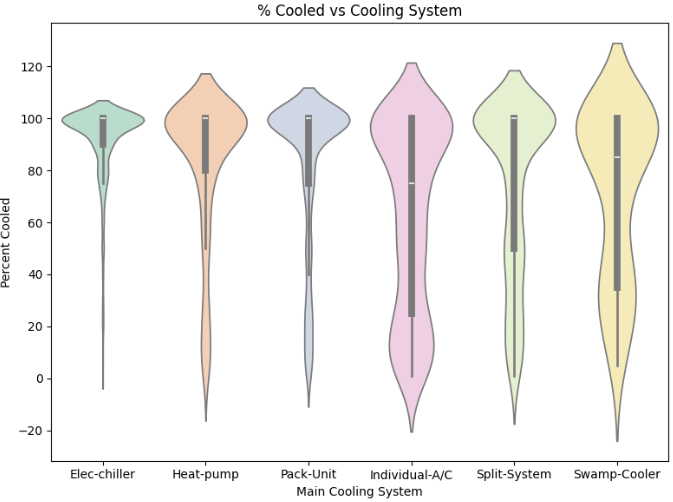 % Cooled vs Cooling System
120
100
80
60
40
20
0
−20
Percent Cooled
Elec-chiller Heat-pump Pack-Unit Individual-A/C Split-System Swamp-Cooler
Main Cooling System